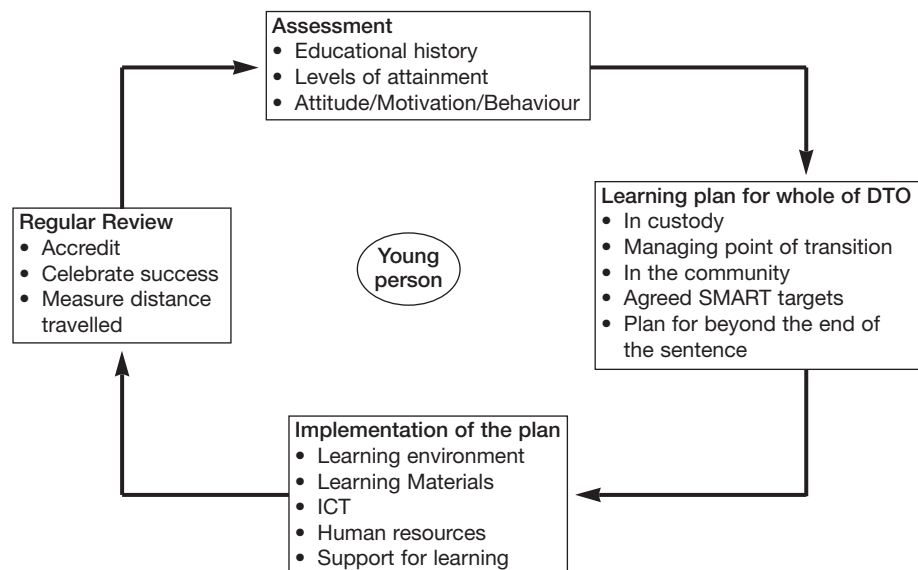 Assessment
• Educational history
• Levels of attainment
• Attitude/Motivation/Behaviour
Learning plan for whole of DTO
• In custody
• Managing point of transition
• In the community
• Agreed SMART targets
• Plan for beyond the end of
the sentence
Regular Review
• Accredit
• Celebrate success
• Measure distance
travelled
Young
person
Implementation of the plan
• Learning environment
• Learning Materials
• ICT
• Human resources
• Support for learning